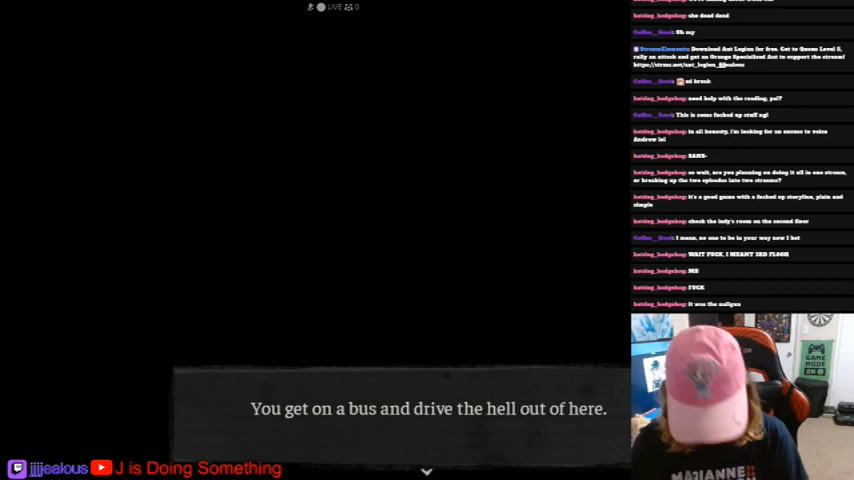 LIVE 0
she dead dead
Coffee__Good: Oh my
StreamElements: Download Ant Legion for free. Get to Queen Level 5,
rally an attack and get an Orange Specialized Ant to support the stream!
https://strms.net/ant_legion_jjjjealous
Coffee__Good: ad break
hotdog_hedgehog: need help with the reading, pal?
Coffee__Good: This is some fucked up stuff ngl
hotdog_hedgehog: in all honesty, i'm looking for an excuse to voice
Andrew lol
hotdog_hedgehog: SANS-
hotdog_hedgehog: so wait, are you planning on doing it all in one stream,
or breaking up the two episodes into two streams?
hotdog_hedgehog: it's a good game with a fucked up storyline, plain and
simple
hotdog_hedgehog: check the lady's room on the second floor
Coffee__Good: I mean, no one to be in your way now I bet
hotdog_hedgehog: WAIT FUCK, I MEANT 3RD FLOOR
hotdog_hedgehog: MB
hotdog_hedgehog: FUCK
hotdog_hedgehog: it was the nailgun
GAME
MODE
ON
You get on a bus and drive the hell out of here.
jjjjealous J is Doing Something
MARIANNE